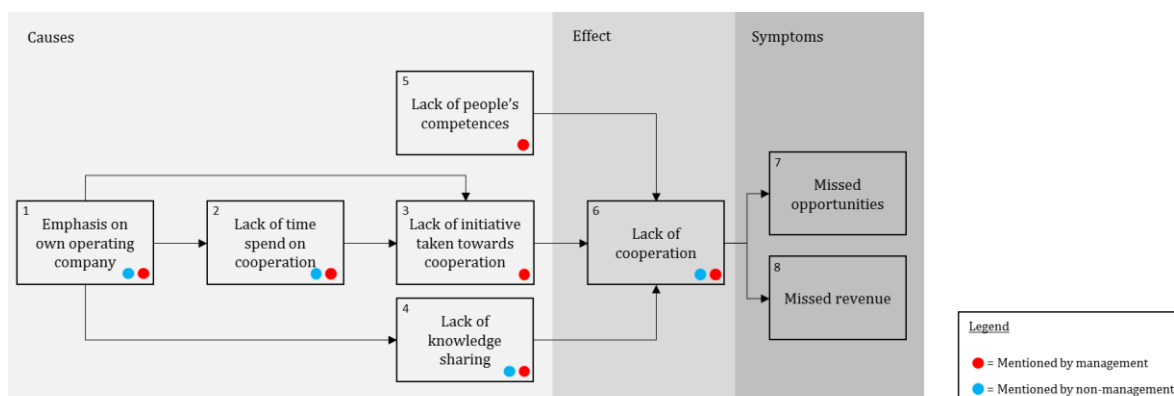 Causes
Effect
Symptoms
5
Lack of people's
competences
1
Emphasis on
own operating
company
2
Lack of time
spend on
cooperation
3
Lack of initiative
taken towards
cooperation
4
Lack of
knowledge
sharing
6
Lack of
cooperation
7
Missed
opportunities
8
Missed revenue
Legend
= Mentioned by management
= Mentioned by non-management